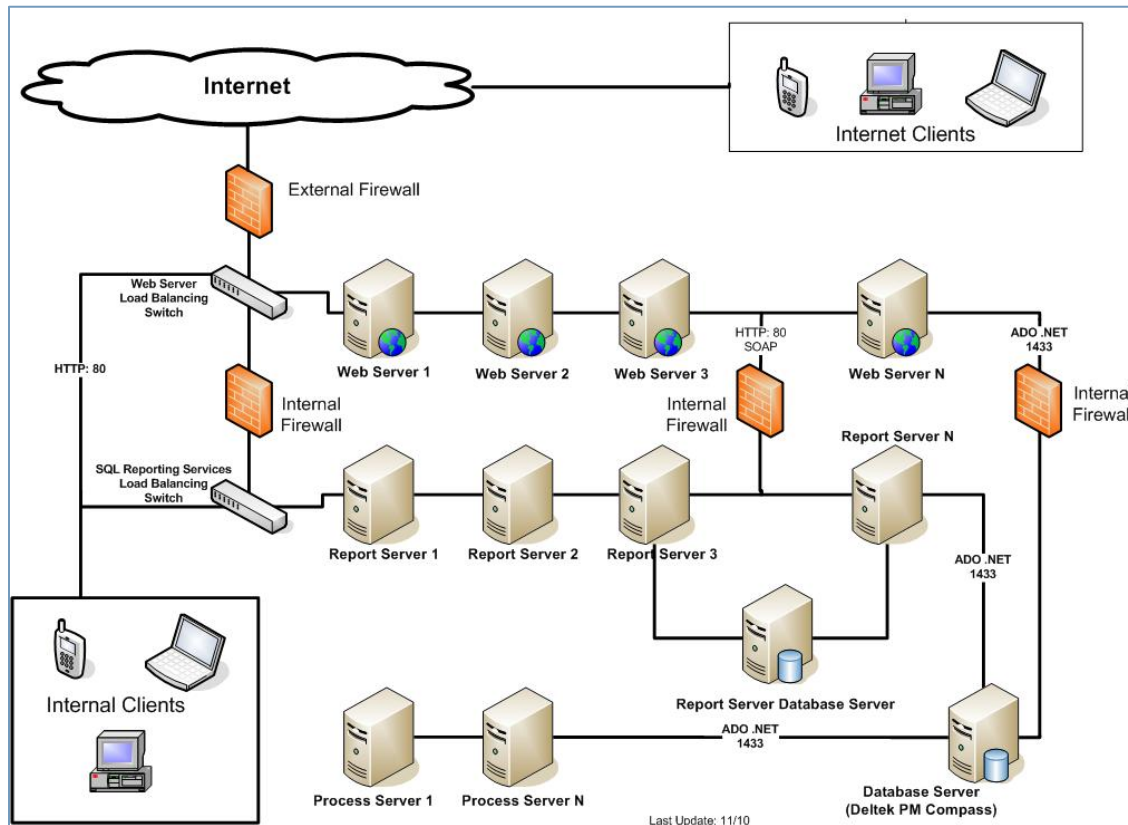 Internet
Internet Clients
External Firewall
Web Server
Load Balancing
Switch
HTTP: 80
Web Server 1
Web Server 2
Web Server 3
HTTP: 80
SOAP
Web Server N
ADO .NET
1433
Internal
Firewall
Internal
Firewall
Internal
Firewall
SQL Reporting Services
Load Balancing
Switch
Report Server 1
Report Server 2
Report Server 3
Report Server N
ADO .NET
1433
Internal Clients
Report Server Database Server
Process Server 1
Process Server N
ADO .NET
1433
Database Server
(Deltek PM Compass)
Last Update: 11/10